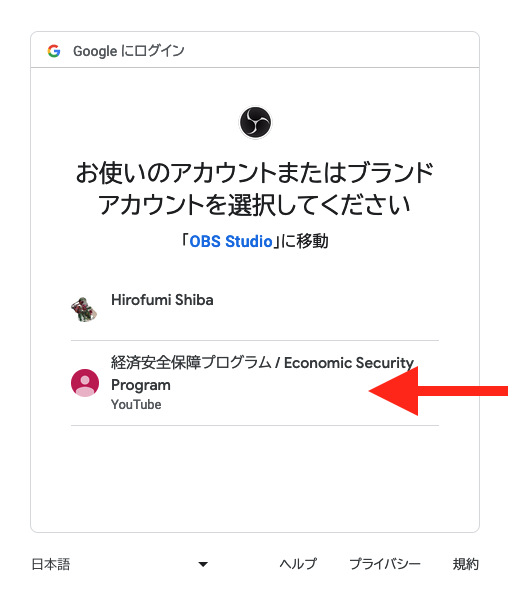 Google にログイン
お使いのアカウントまたはブランド
アカウントを選択してください
「OBS Studio」に移動
Hirofumi Shiba
経済安全保障プログラム / Economic Security
Program
YouTube
日本語
ヘルプ
プライバシー
規約